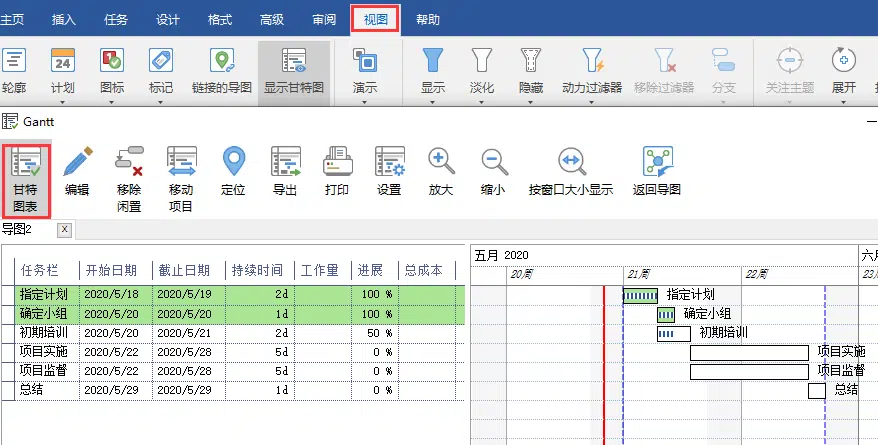 主页 插入 任务 设计 格式 高级 审阅 视图 帮助
24
轮廓 计划 图标 标记 链接的导图 显示甘特图 演示 显示 淡化 隐藏 动力过滤器 移除过滤器 分支 关注主题 展开
Gantt
甘特图表 编辑 移除闲置 移动项目 定位 导出 打印 设置 放大 缩小 按窗口大小显示 返回导图
导图2 X
五月 2020 六月
任务栏 开始日期 截止日期 持续时间 工作量 进展 总成本 20周 21周 22周 23周
指定计划 2020/5/18 2020/5/19 2d 100 % 指定计划
确定小组 2020/5/20 2020/5/20 1d 100 % 确定小组
初期培训 2020/5/20 2020/5/21 2d 50 % 初期培训
项目实施 2020/5/22 2020/5/28 5d 0 % 项目实施
项目监督 2020/5/22 2020/5/28 5d 0 % 项目监督
总结 2020/5/29 2020/5/29 1d 0 % 总结